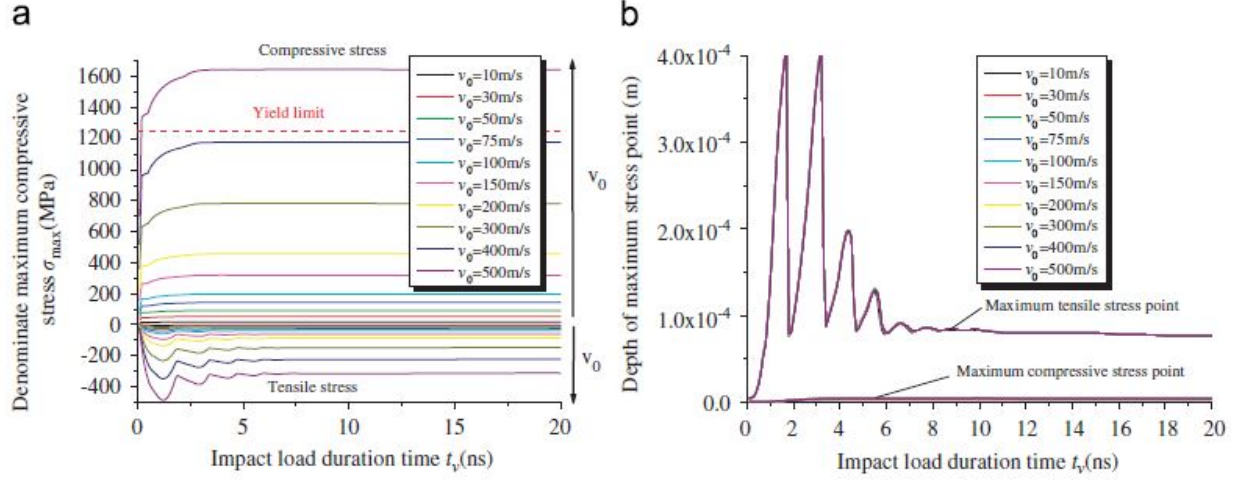 a
Denominate maximum compressive
stress σmax(MPa)
1600
1400
1200
1000
800
600
400
200
0
-200
-400
Compressive stress
Yield limit
Tensile stress
v0=10m/s
v0=30m/s
v0=50m/s
v0=75m/s
v0=100m/s
v0=150m/s
v0=200m/s
v0=300m/s
v0=400m/s
v0=500m/s
v0
v0
0 5 10 15 20
Impact load duration time tv(ns)
b
Depth of maximum stress point (m)
4.0x10-4
4.0x10-4
2.0x10-4
1.0x10-4
0.0
v0=10m/s
v0=30m/s
v0=50m/s
v0=75m/s
v0=100m/s
v0=150m/s
v0=200m/s
v0=300m/s
v0=400m/s
v0=500m/s
Maximum tensile stress point
Maximum compressive stress point
0 2 4 6 8 10 12 14 16 18 20
Impact load duration time tv(ns)